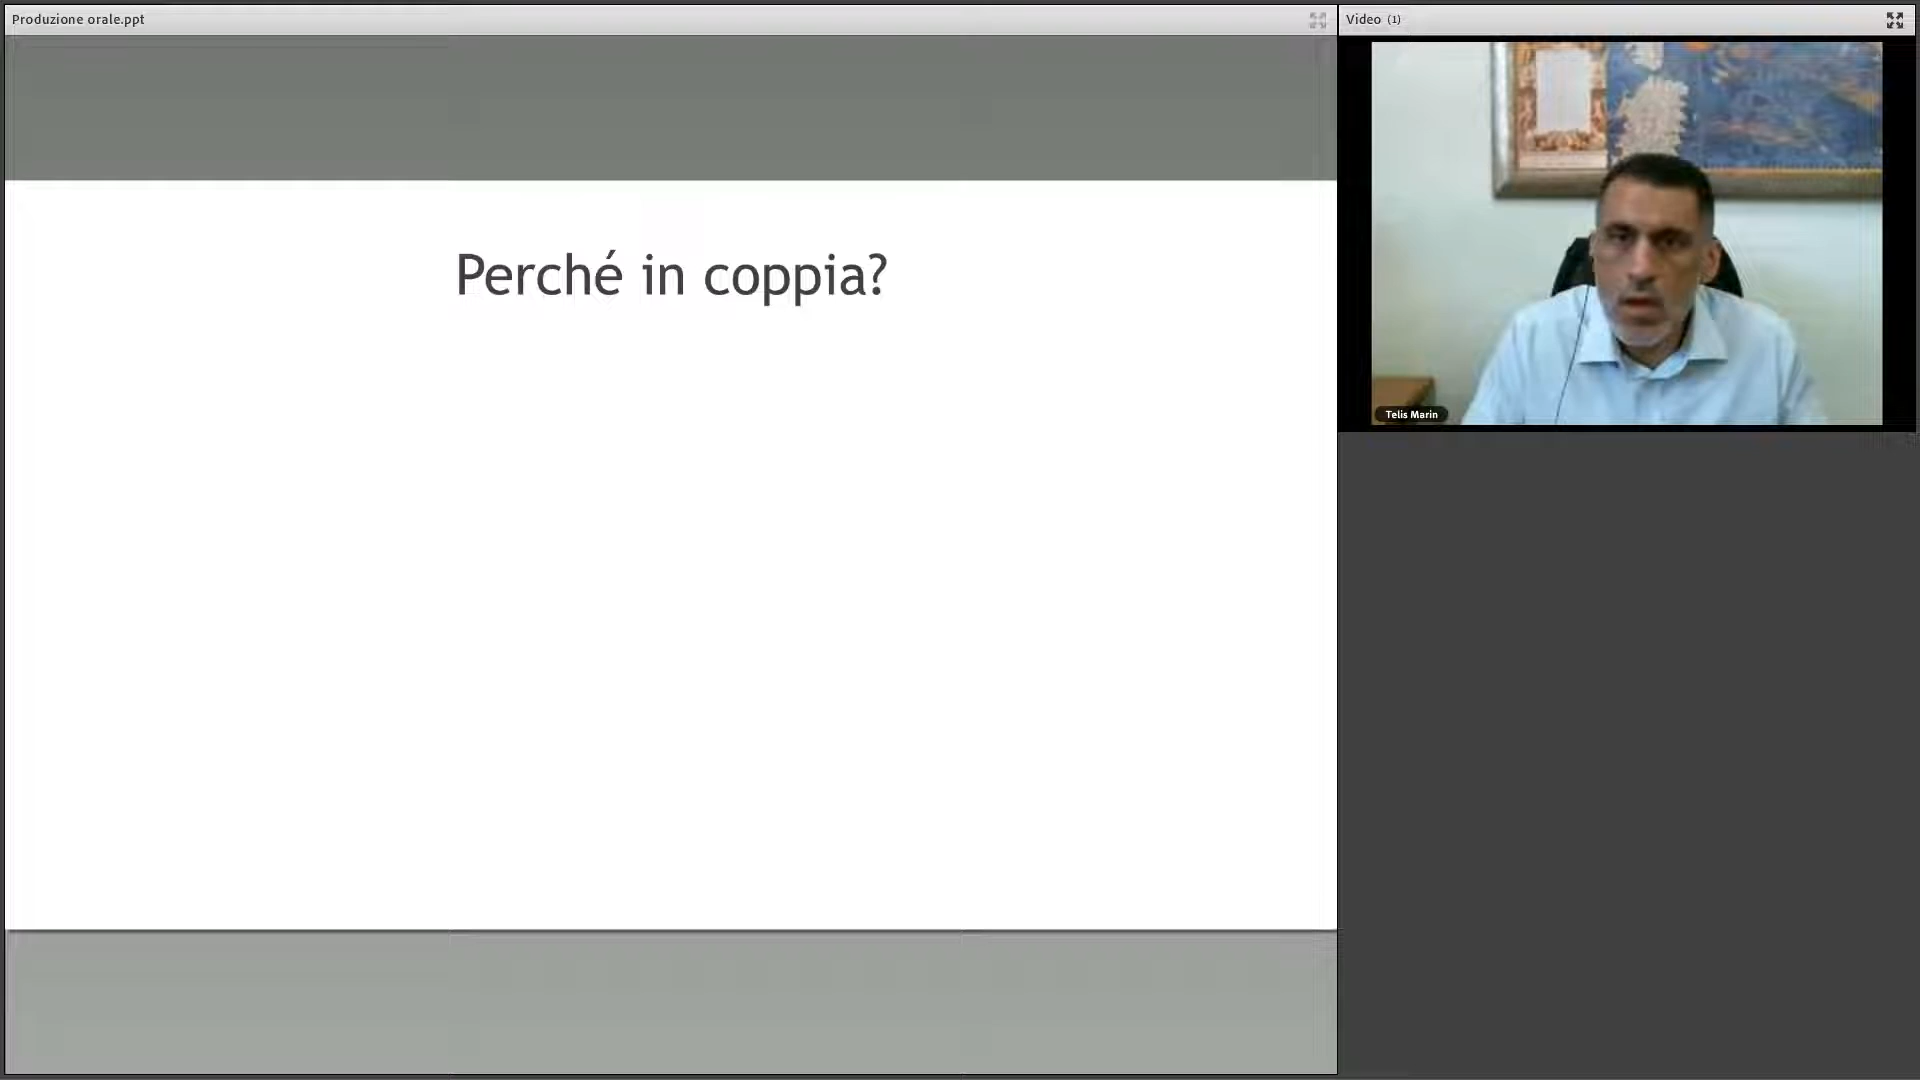 Produzione orale.ppt
Video (1)
Perché in coppia?
Telis Marin